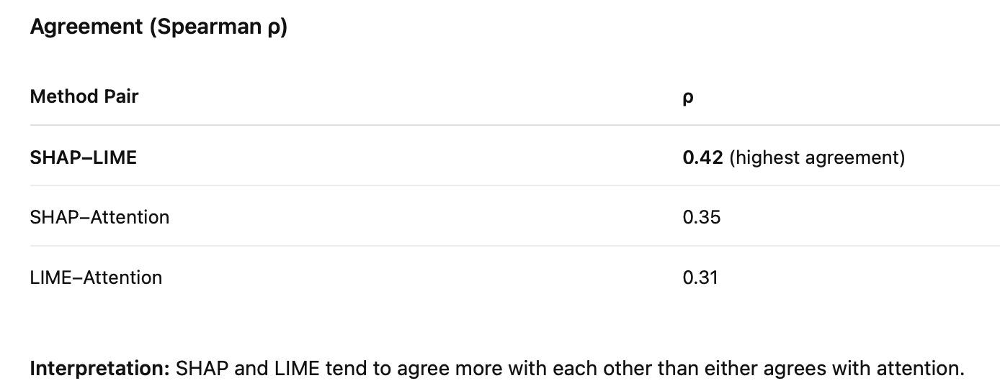 Agreement (Spearman ρ)
Method Pair ρ
SHAP–LIME 0.42 (highest agreement)
SHAP–Attention 0.35
LIME–Attention 0.31
Interpretation: SHAP and LIME tend to agree more with each other than either agrees with attention.